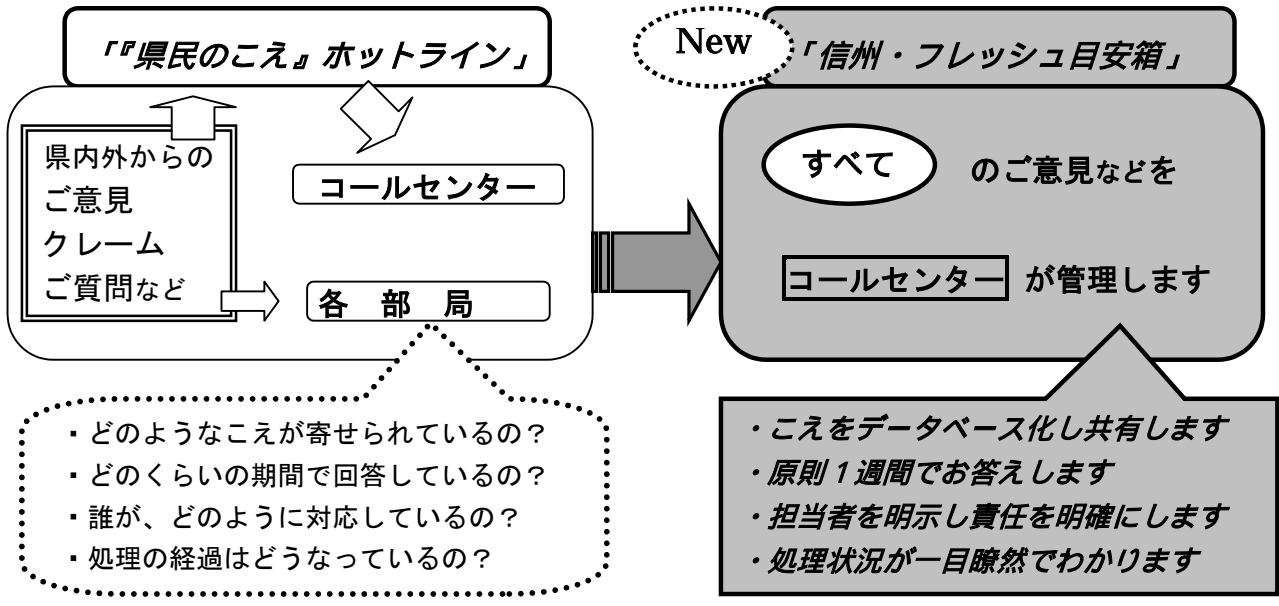 「『県民のこえ』ホットライン」
県内外からの
ご意見
クレーム
ご質問など
コールセンター
各 部 局
・どのようなこえが寄せられているの？
・どのくらいの期間で回答しているの？
・誰が、どのように対応しているの？
・処理の経過はどうなっているの？
New
「信州・フレッシュ目安箱」
すべて のご意見などを
コールセンター が管理します
・こえをデータベース化し共有します
・原則１週間でお答えします
・担当者を明示し責任を明確にします
・処理状況が一目瞭然でわかります